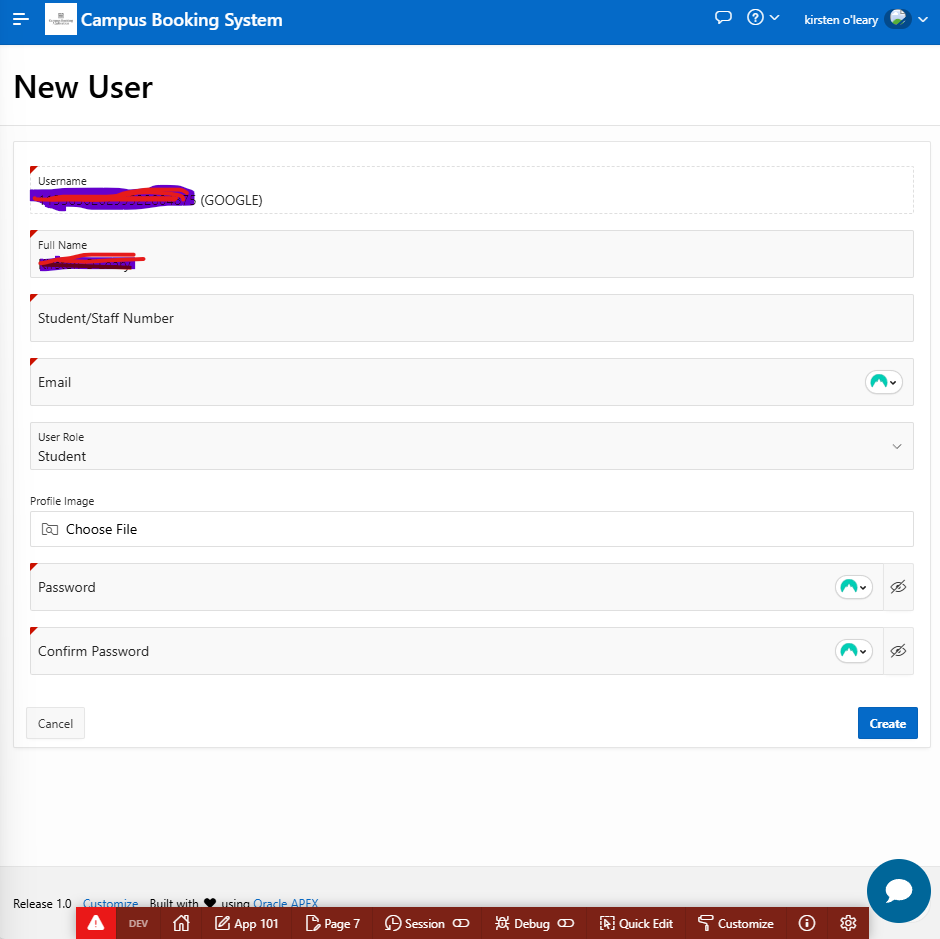 Campus Booking System
kirsten o'leary
New User
Username
(GOOGLE)
Full Name
Student/Staff Number
Email
User Role
Student
Profile Image
Choose File
Password
Confirm Password
Cancel
Create
Release 1.0 Customize Built with ♥ using Oracle APEX
DEV App 101 Page 7 Session Debug Quick Edit Customize